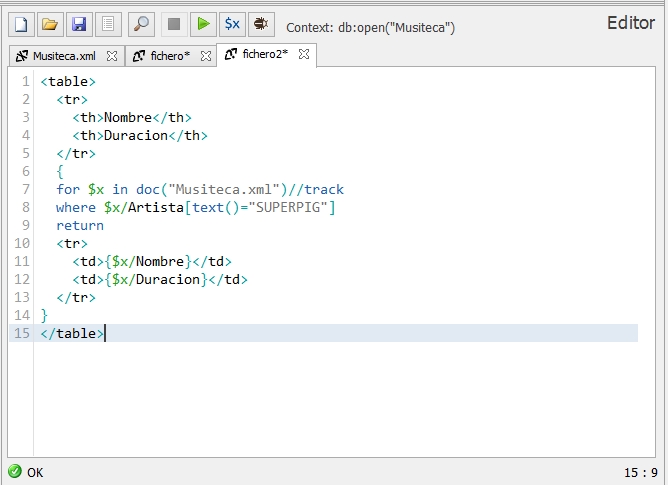 $x
Context: db:open("Musiteca")
Editor
Musiteca.xml
fichero*
fichero2*
1 <table>
2   <tr>
3     <th>Nombre</th>
4     <th>Duracion</th>
5   </tr>
6   {
7   for $x in doc("Musiteca.xml")//track
8   where $x/Artista[text()="SUPERPIG"]
9   return
10   <tr>
11     <td>{$x/Nombre}</td>
12     <td>{$x/Duracion}</td>
13   </tr>
14 }
15 </table>
OK
15 : 9